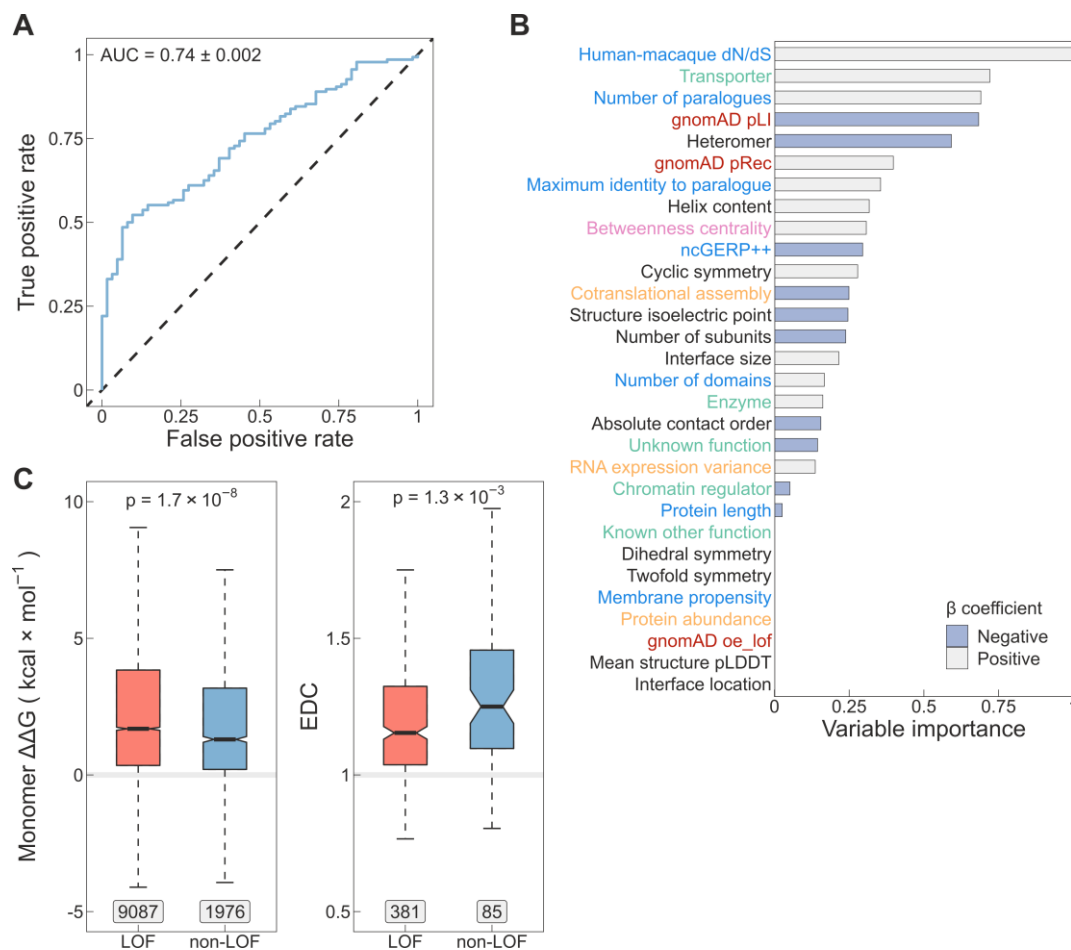 A
AUC = 0.74 ± 0.002
True positive rate
1
0.75
0.5
0.25
0
0
0.25
0.5
0.75
1
False positive rate
B
Human-macaque dN/dS
Transporter
Number of paralogues
gnomAD pLI
Heteromer
gnomAD pRec
Maximum identity to paralogue
Helix content
Betweenness centrality
ncGERP++
Cyclic symmetry
Cotranslational assembly
Structure isoelectric point
Number of subunits
Interface size
Number of domains
Enzyme
Absolute contact order
Unknown function
RNA expression variance
Chromatin regulator
Protein length
Known other function
Dihedral symmetry
Twofold symmetry
Membrane propensity
Protein abundance
gnomAD oe_lof
Mean structure pLDDT
Interface location
β coefficient
Negative
Positive
0
0.25
0.5
0.75
1
Variable importance
C
p = 1.7 × 10⁻⁸
Monomer ΔΔG ( kcal × mol⁻¹ )
10
5
0
-5
9087
1976
LOF
non-LOF
p = 1.3 × 10⁻³
EDC
2
1.5
1
0.5
381
85
LOF
non-LOF